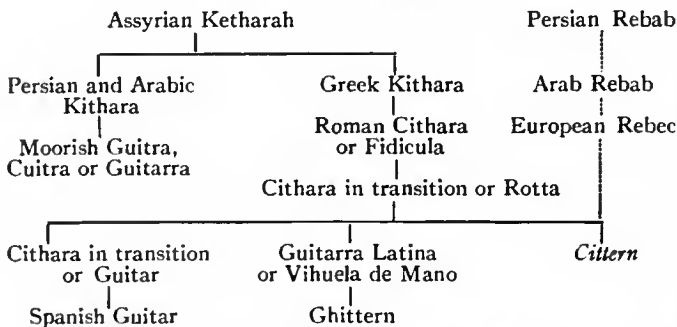 Assyrian Ketharah
Persian Rebab
Persian and Arabic
Kithara
Greek Kithara
Arab Rebab
Moorish Guitra,
Cuitra or Guitarra
Roman Cithara
or Fidicula
European Rebec
Cithara in transition or Rotta
Cithara in transition
or Guitar
Guitarra Latina
or Vihuela de Mano
Cittern
Spanish Guitar
Ghittern